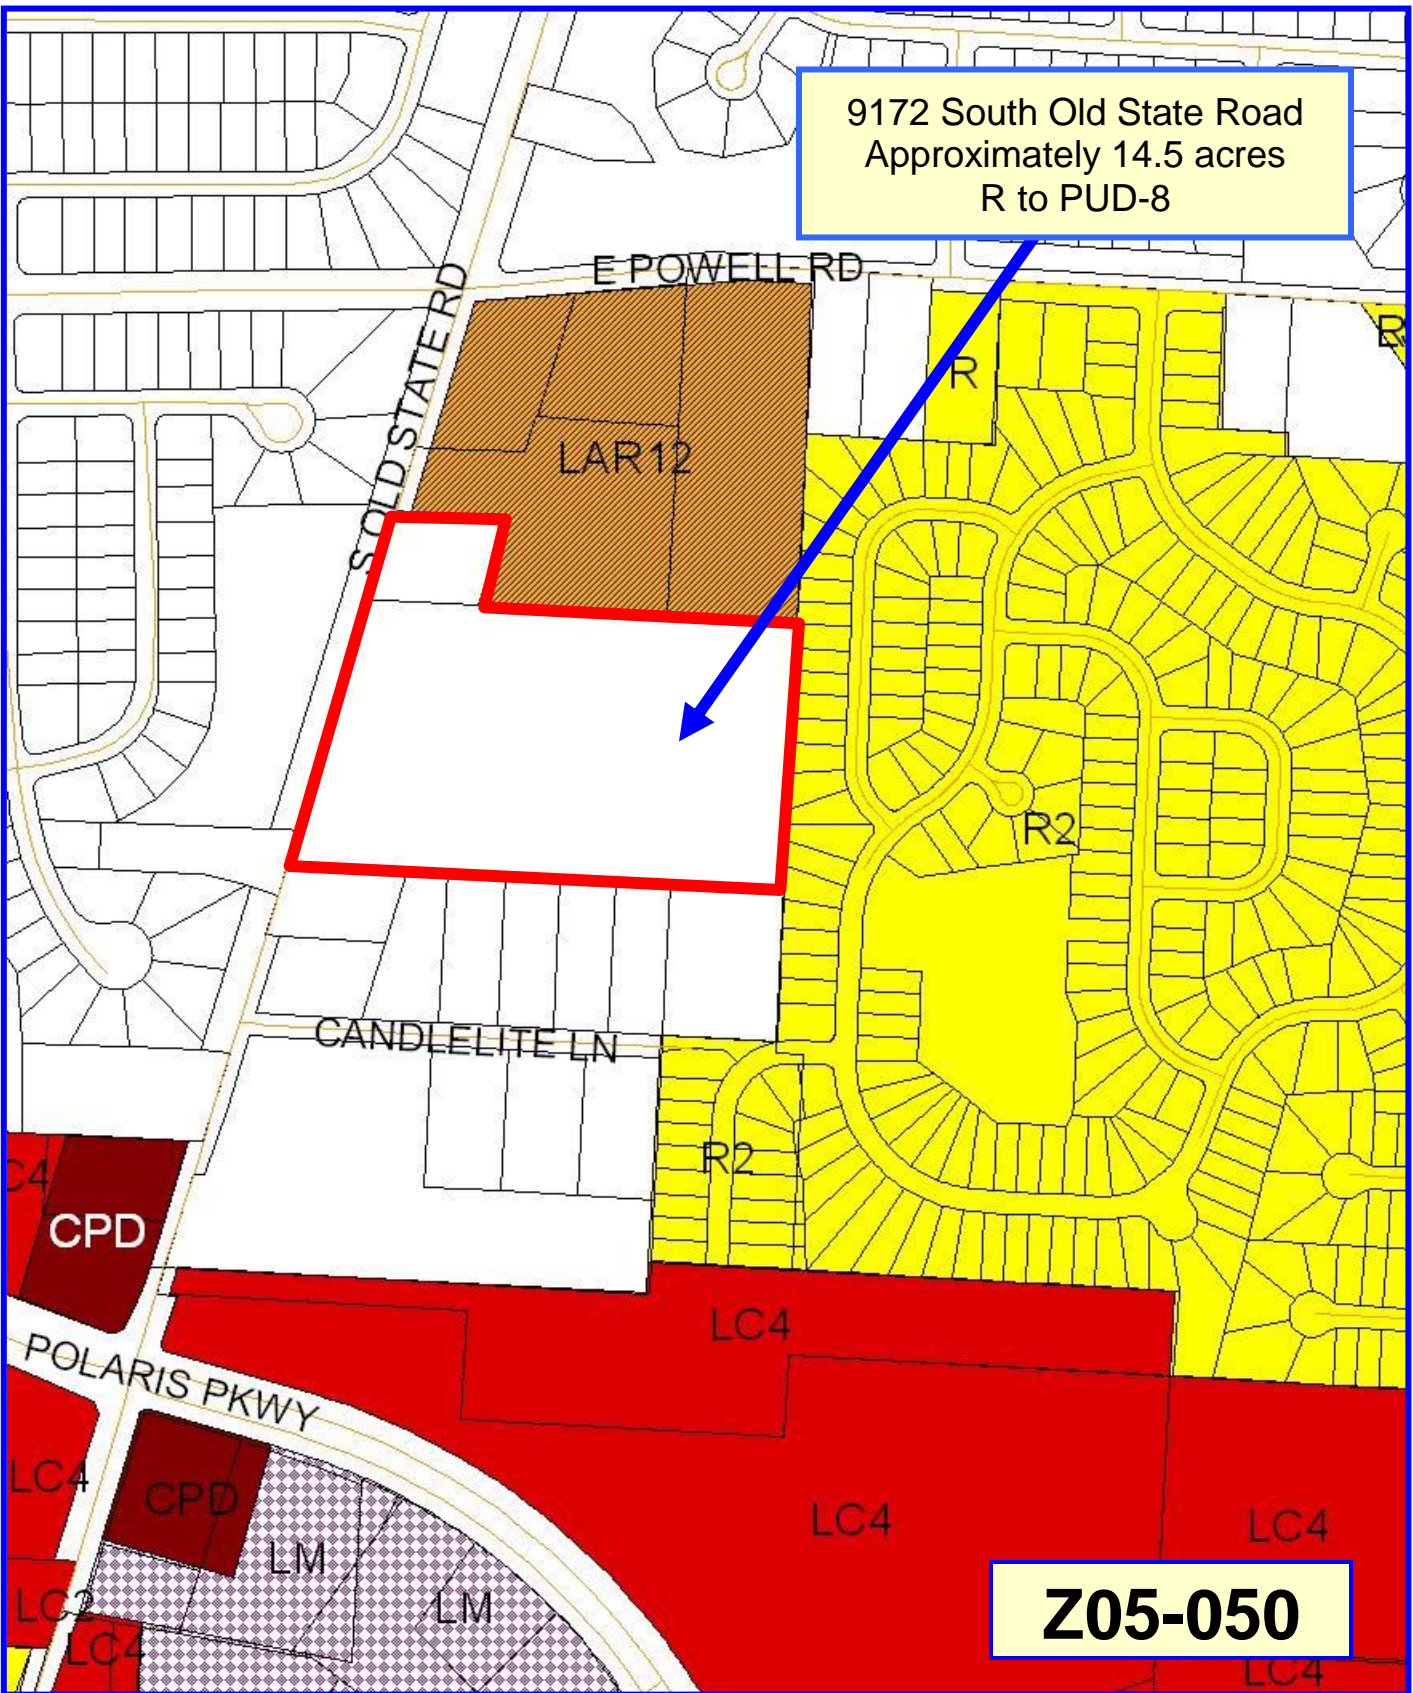 9172 South Old State Road
Approximately 14.5 acres
R to PUD-8
E POWELL RD
S OLD STATE RD
R
LAR12
R2
CANDLELITE LN
R2
C4
CPD
LC4
POLARIS PKWY
LC4
CPD
LC4
LC4
LM
LM
LC2
LC4
Z05-050
LC4